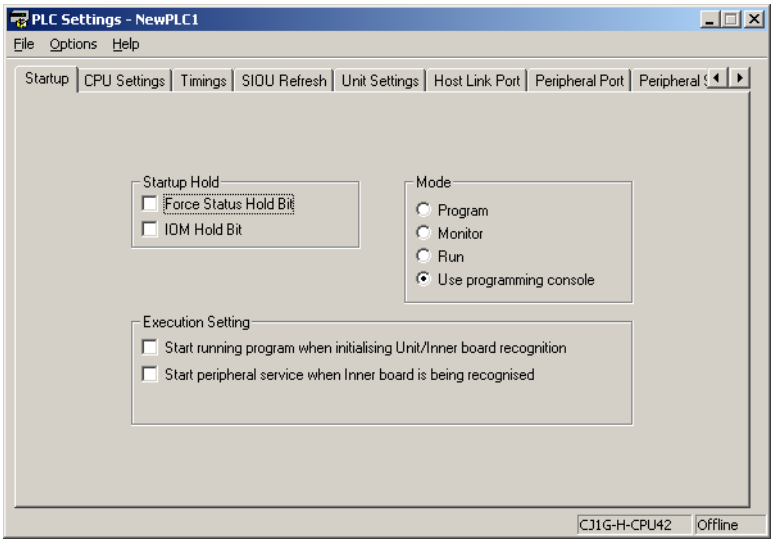 PLC Settings - NewPLC1
File Options Help
Startup CPU Settings Timings SIOU Refresh Unit Settings Host Link Port Peripheral Port Peripheral
Startup Hold
Force Status Hold Bit
IOM Hold Bit
Mode
Program
Monitor
Run
Use programming console
Execution Setting
Start running program when initialising Unit/Inner board recognition
Start peripheral service when Inner board is being recognised
CJ1G-H-CPU42 Offline